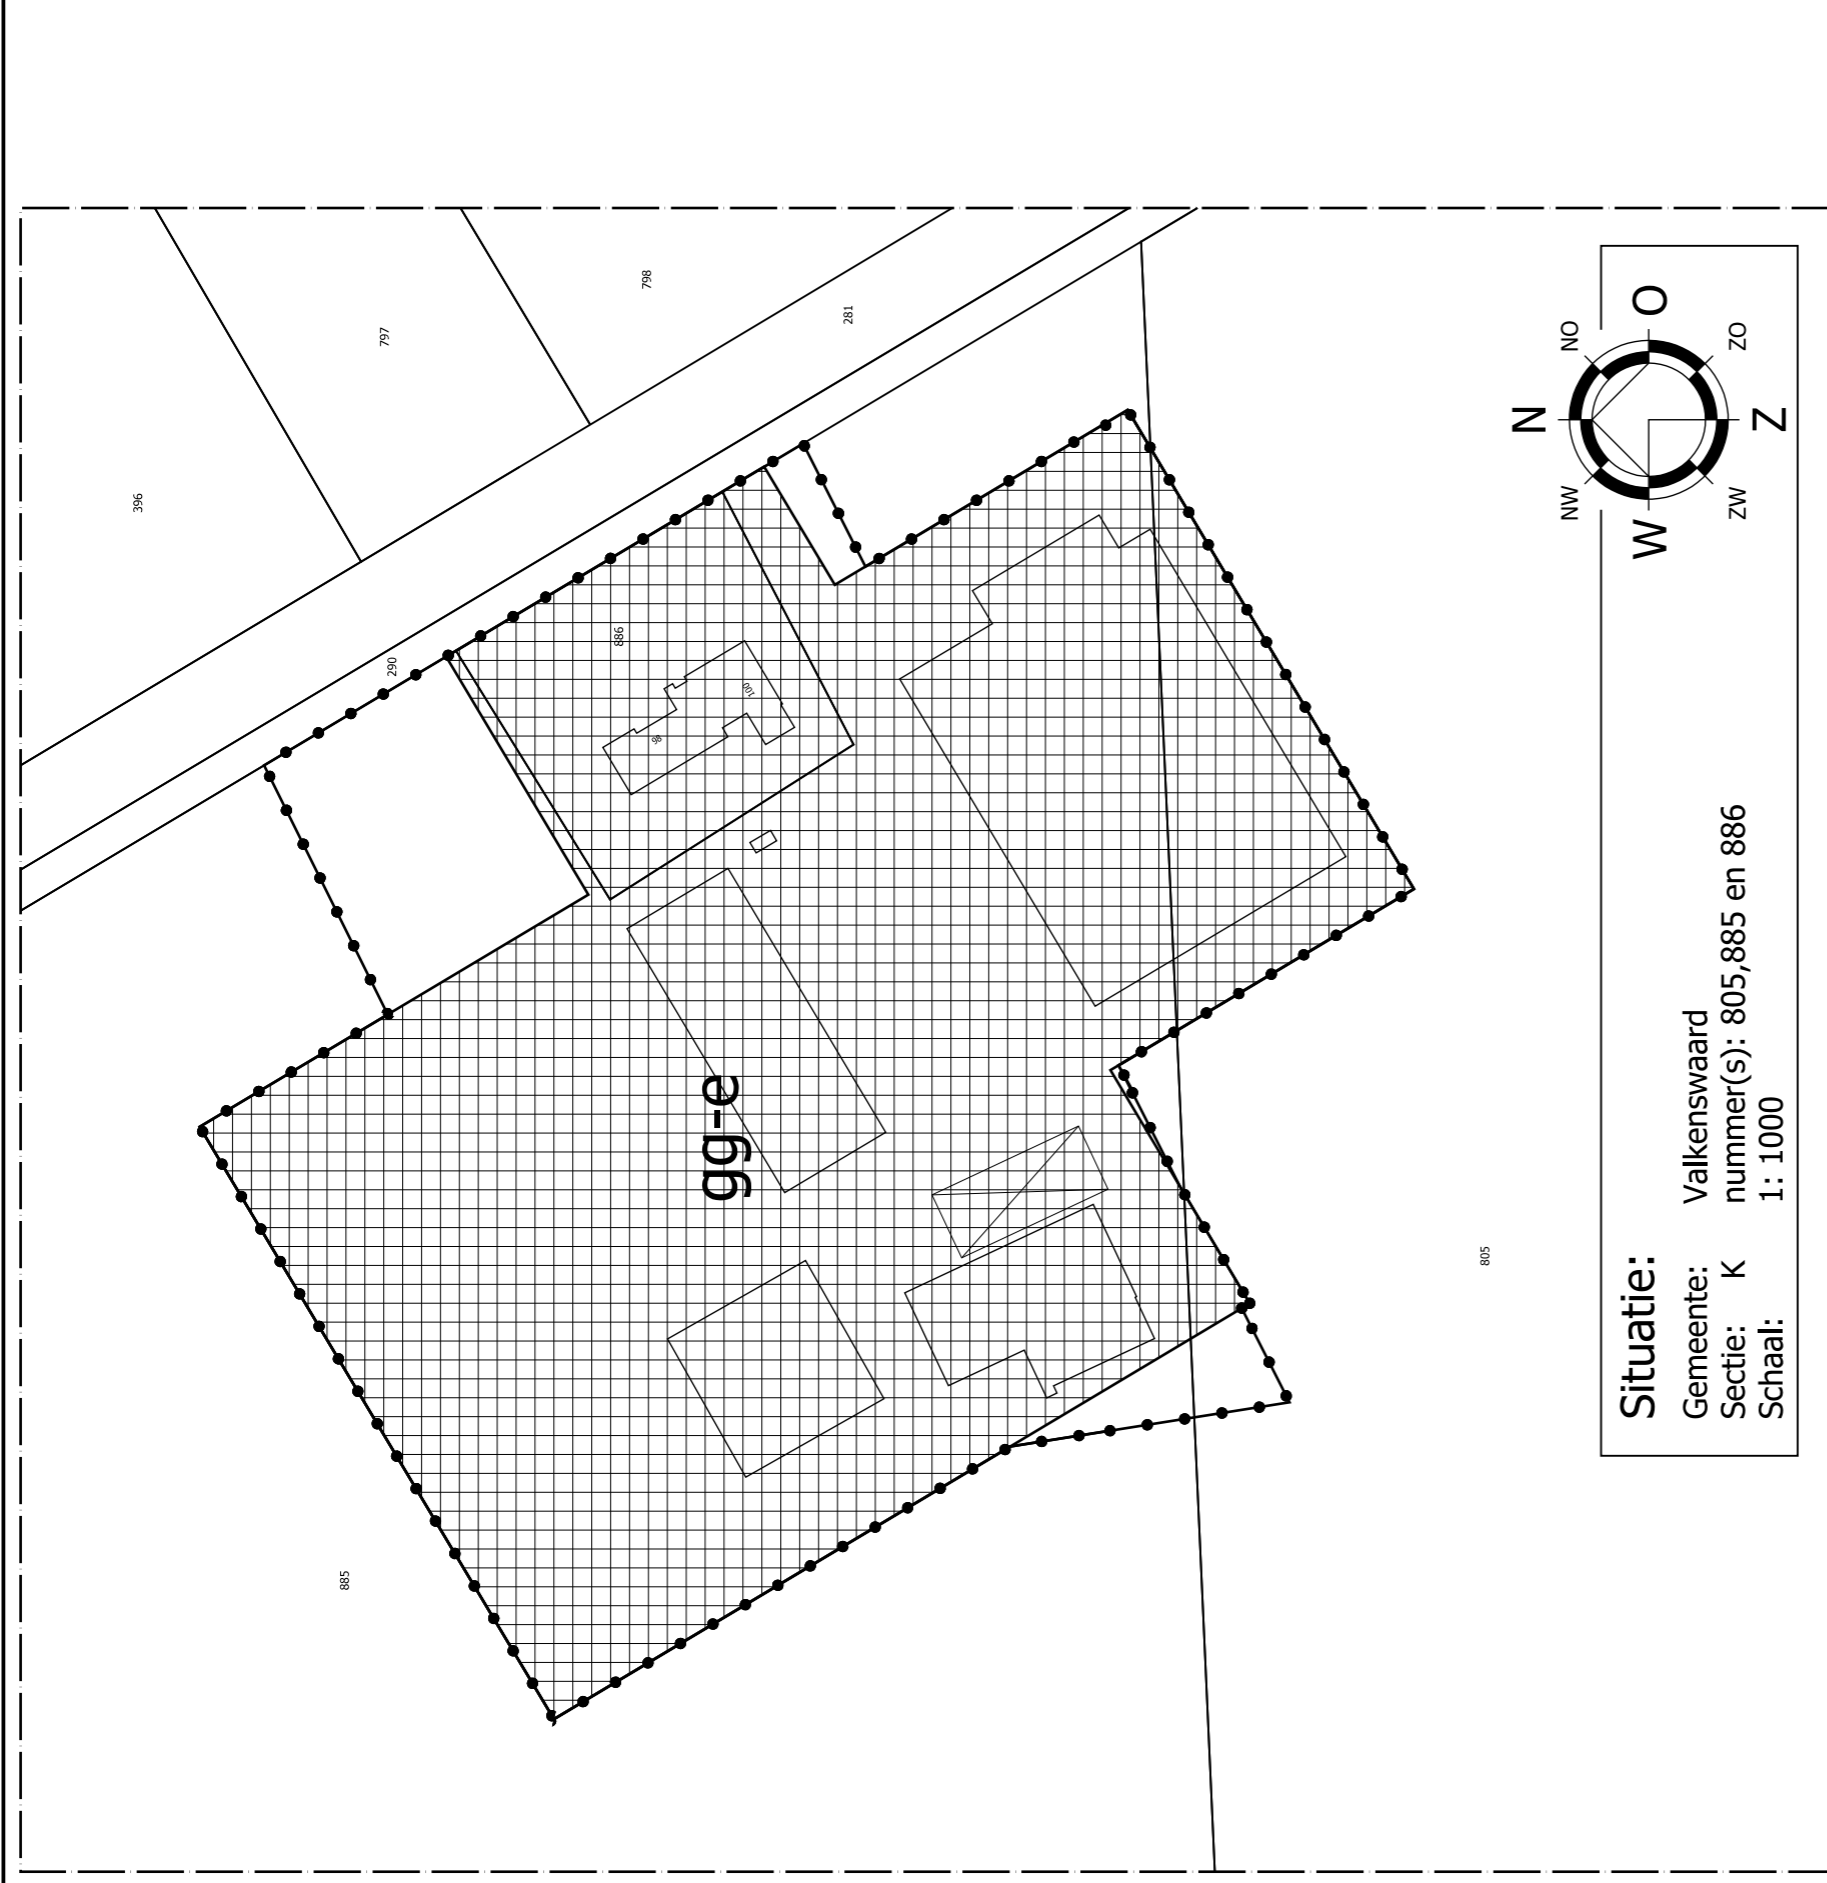 396
797
798
281
290
886
100
98
gg-e
885
805
N
NO
O
ZO
Z
ZW
W
NW
Situatie:
Gemeente: Valkenswaard
Sectie: K nummer(s): 805,885 en 886
Schaal: 1: 1000